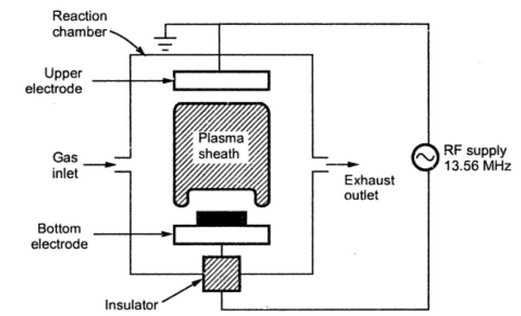 Reaction
chamber
Upper
electrode
Plasma
sheath
Gas
inlet
Exhaust
outlet
RF supply
13.56 MHz
Bottom
electrode
Insulator